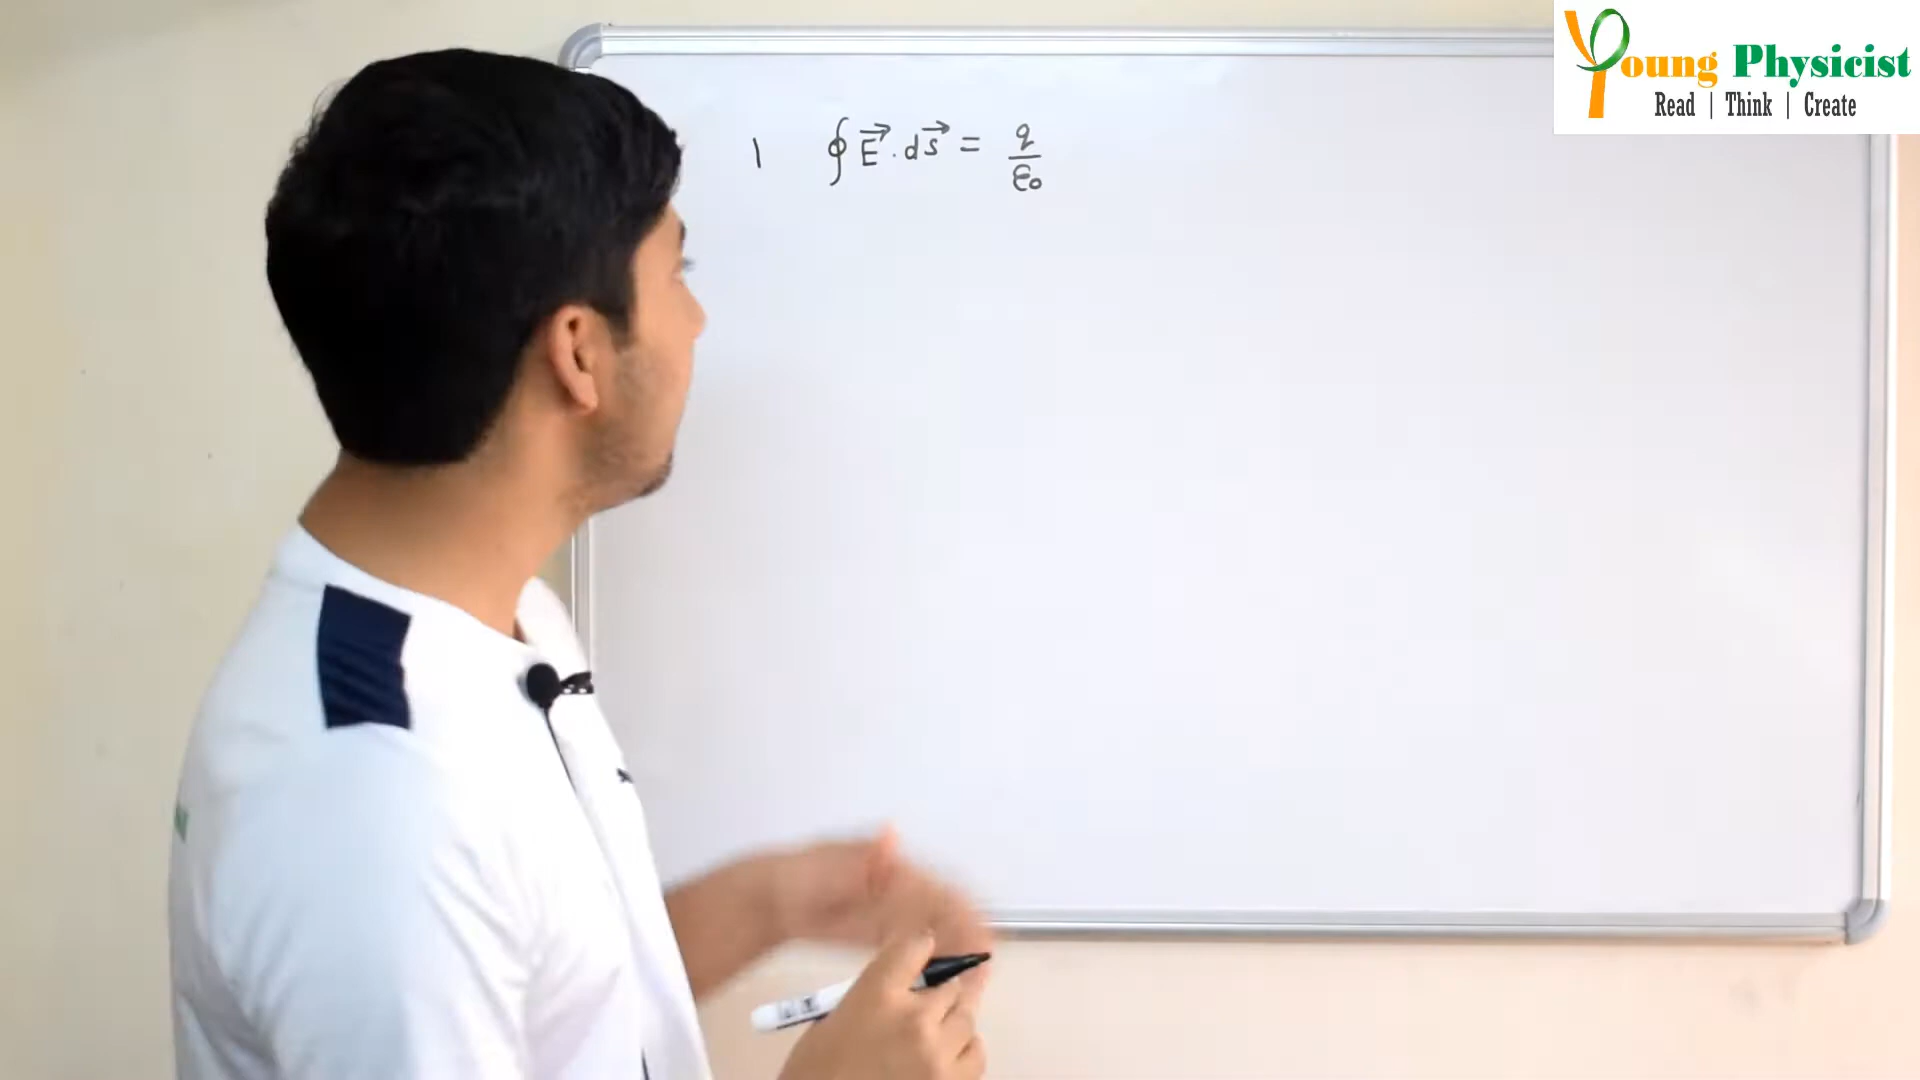 Young Physicist
Read | Think | Create
1 ∮ E⃗ . ds⃗ = q/ε₀